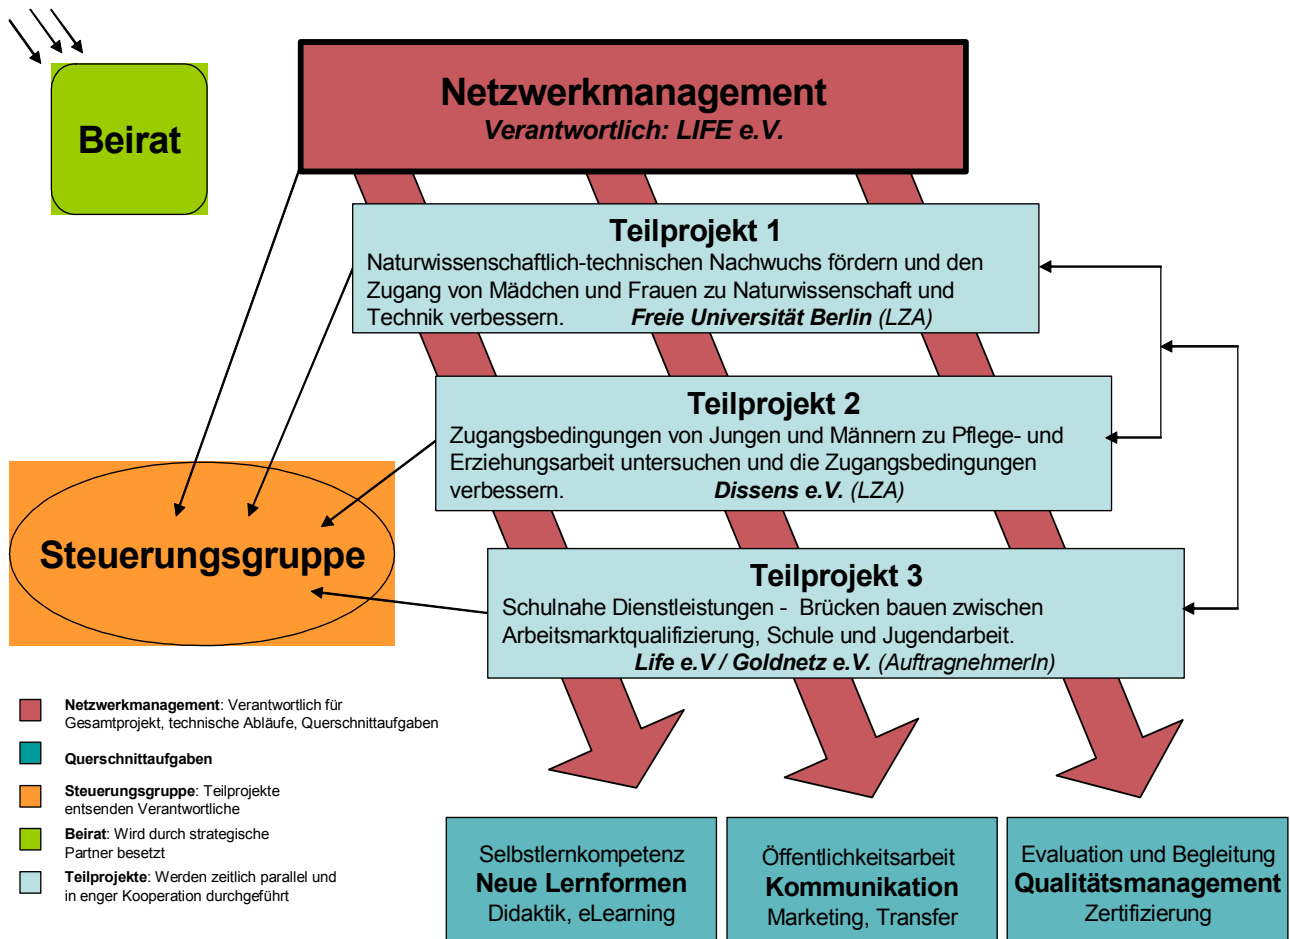 Beirat
Netzwerkmanagement
Verantwortlich: LIFE e.V.
Teilprojekt 1
Naturwissenschaftlich-technischen Nachwuchs fördern und den
Zugang von Mädchen und Frauen zu Naturwissenschaft und
Technik verbessern. Freie Universität Berlin (LZA)
Teilprojekt 2
Zugangsbedingungen von Jungen und Männern zu Pflege- und
Erziehungsarbeit untersuchen und die Zugangsbedingungen
verbessern. Dissens e.V. (LZA)
Steuerungsgruppe
Teilprojekt 3
Schulnahe Dienstleistungen - Brücken bauen zwischen
Arbeitsmarktqualifizierung, Schule und Jugendarbeit.
Life e.V / Goldnetz e.V. (AuftragnehmerIn)
Netzwerkmanagement: Verantwortlich für
Gesamtprojekt, technische Abläufe, Querschnittaufgaben
Querschnittaufgaben
Steuerungsgruppe: Teilprojekte
entsenden Verantwortliche
Beirat: Wird durch strategische
Partner besetzt
Teilprojekte: Werden zeitlich parallel und
in enger Kooperation durchgeführt
Selbstlernkompetenz
Neue Lernformen
Didaktik, eLearning
Öffentlichkeitsarbeit
Kommunikation
Marketing, Transfer
Evaluation und Begleitung
Qualitätsmanagement
Zertifizierung